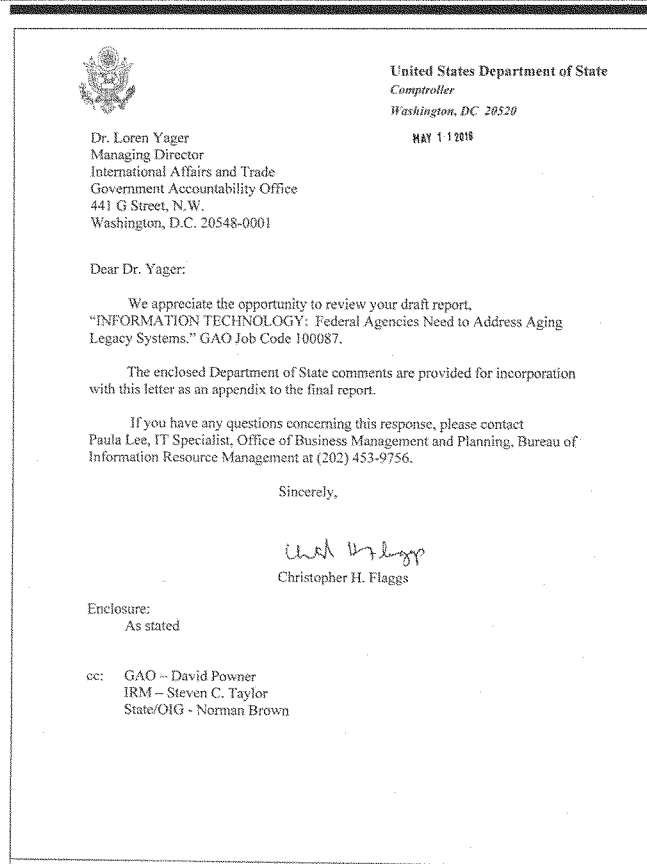 United States Department of State
Comptroller
Washington, DC 20520
MAY 11 2016
Dr. Loren Yager
Managing Director
International Affairs and Trade
Government Accountability Office
441 G Street, N.W.
Washington, D.C. 20548-0001
Dear Dr. Yager:
We appreciate the opportunity to review your draft report,
"INFORMATION TECHNOLOGY: Federal Agencies Need to Address Aging
Legacy Systems." GAO Job Code 100087.
The enclosed Department of State comments are provided for incorporation
with this letter as an appendix to the final report.
If you have any questions concerning this response, please contact
Paula Lee, IT Specialist, Office of Business Management and Planning, Bureau of
Information Resource Management at (202) 453-9756.
Sincerely,
Christopher H. Flaggs
Enclosure:
As stated
cc: GAO – David Powner
IRM – Steven C. Taylor
State/OIG - Norman Brown